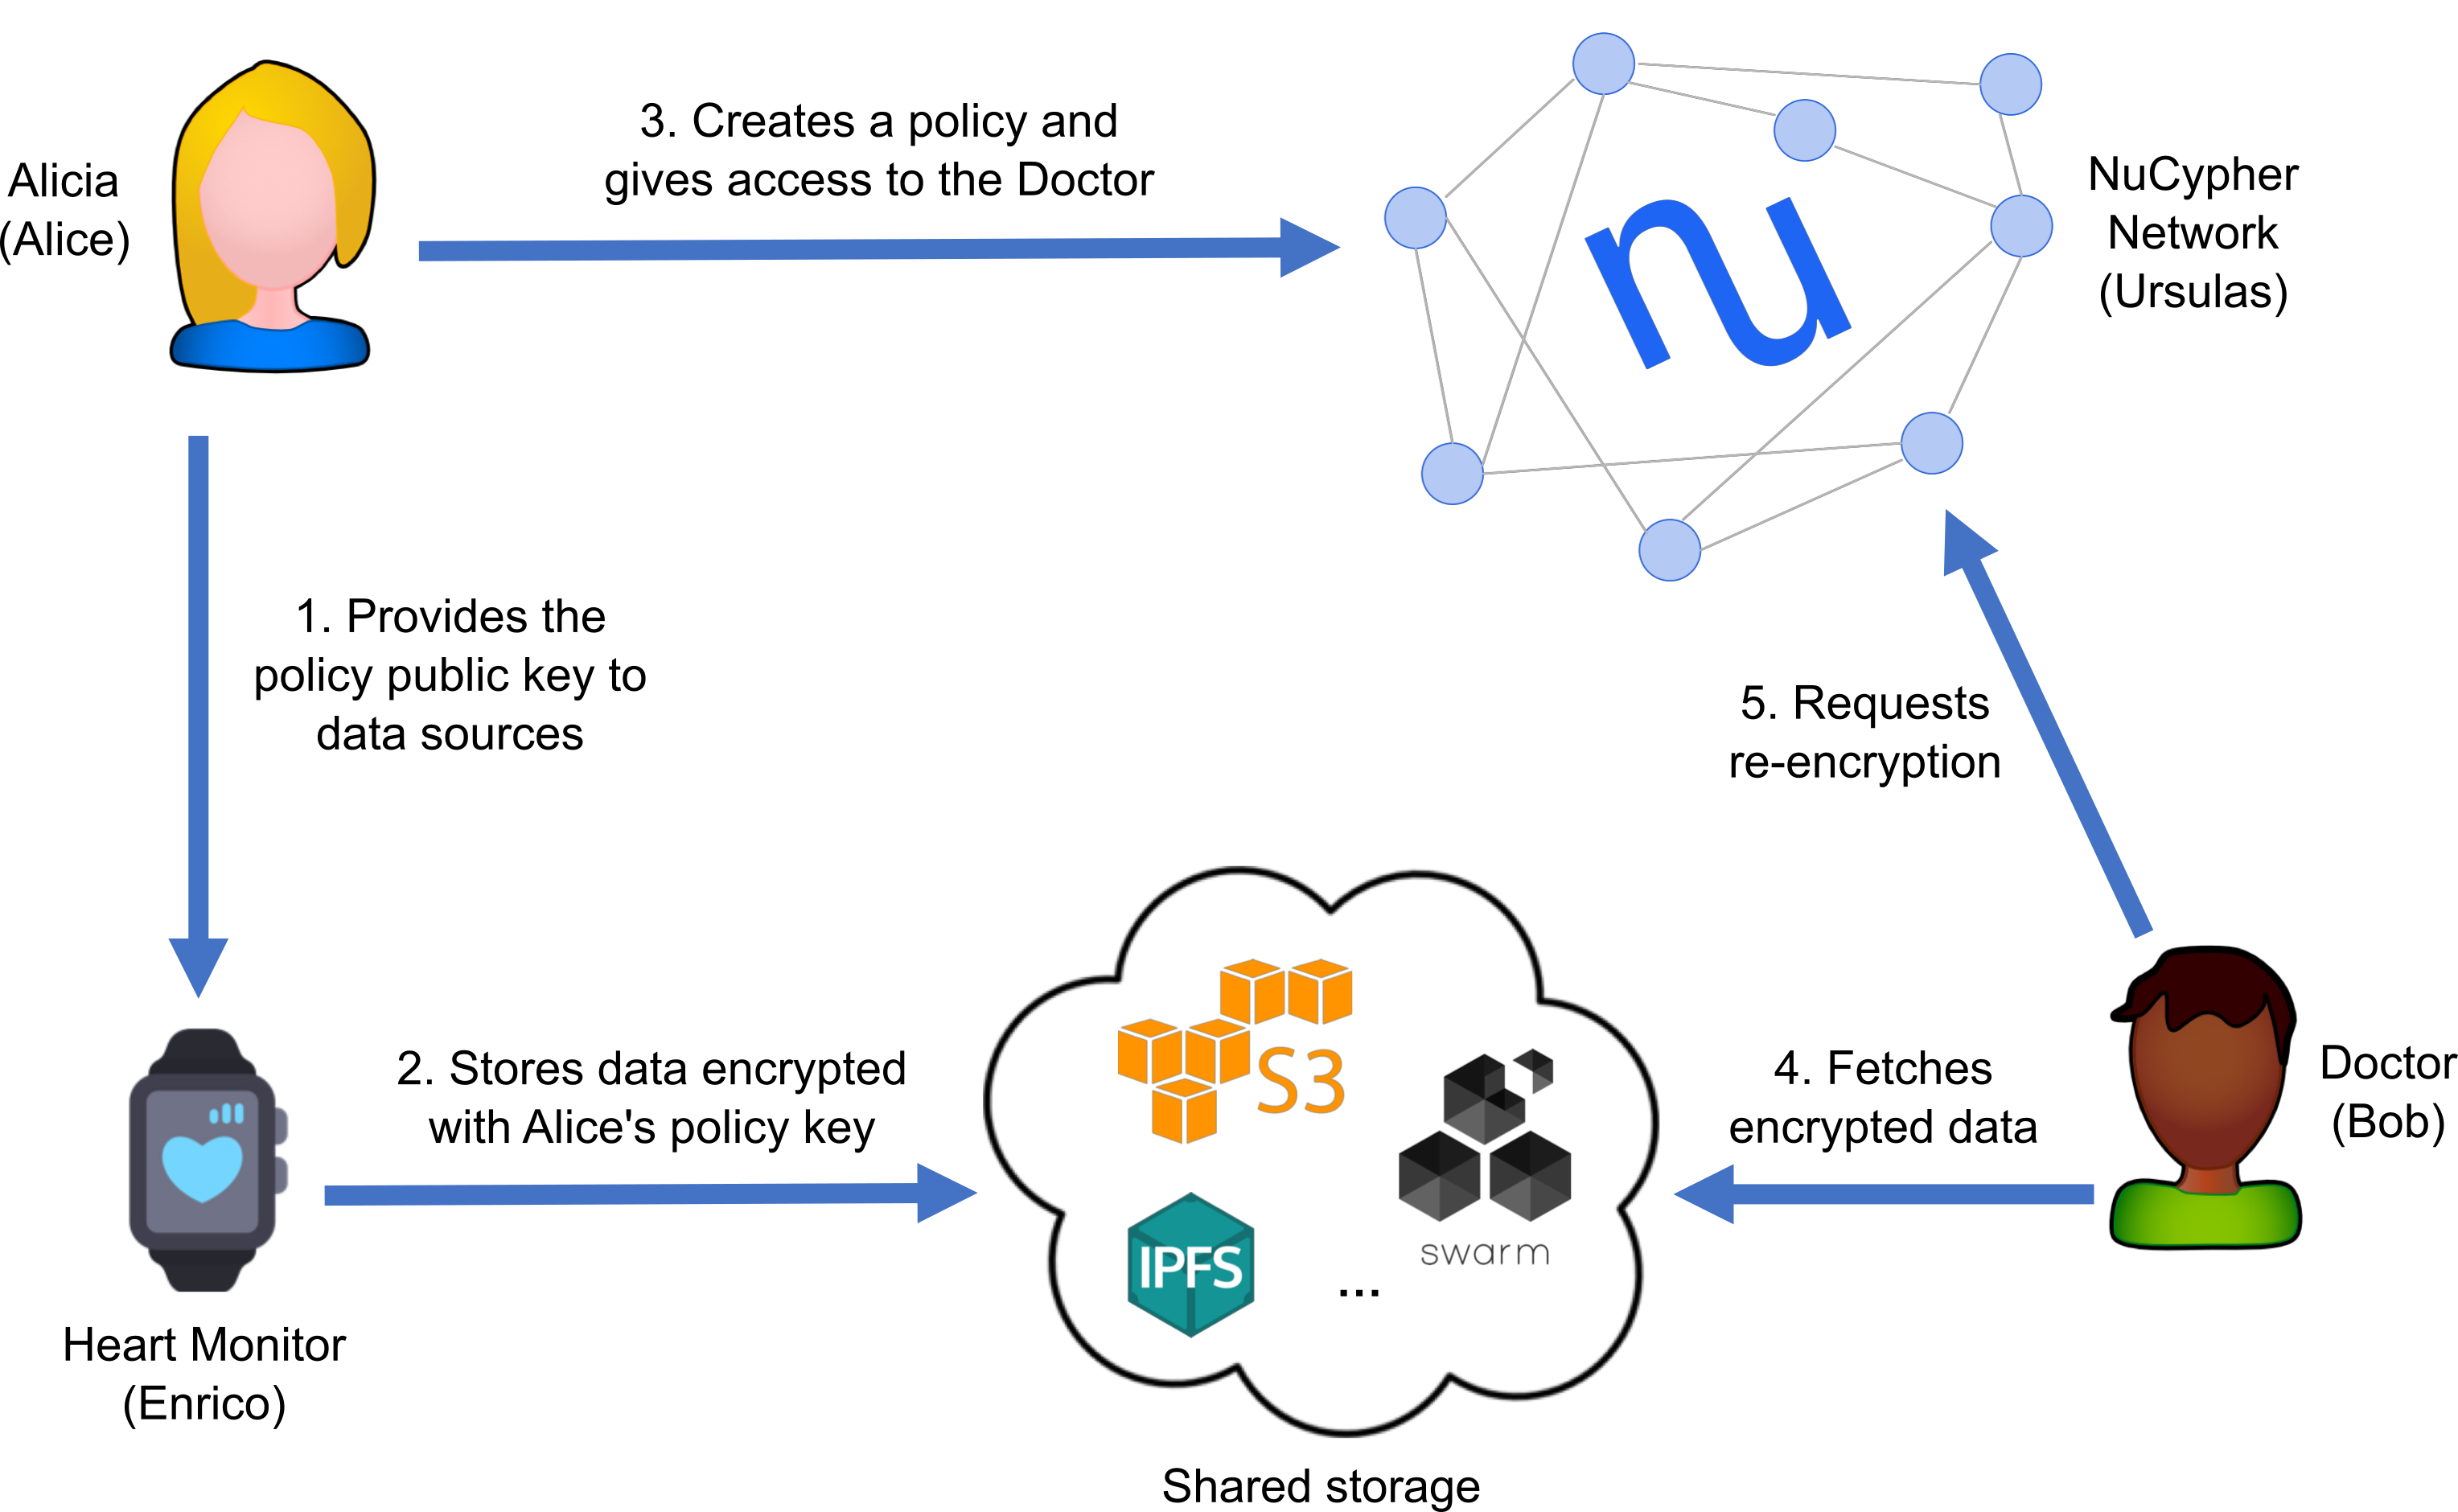 Alicia
(Alice)
3. Creates a policy and
gives access to the Doctor
NuCypher
Network
(Ursulas)
nu
1. Provides the
policy public key to
data sources
5. Requests
re-encryption
2. Stores data encrypted
with Alice's policy key
S3
swarm
IPFS
...
4. Fetches
encrypted data
Doctor
(Bob)
Heart Monitor
(Enrico)
Shared storage